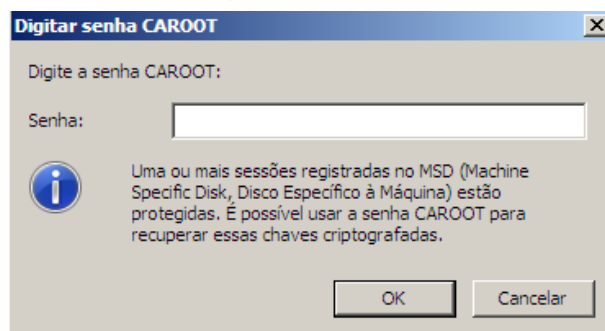 Digitar senha CAROOT
Digite a senha CAROOT:
Senha:
Uma ou mais sessões registradas no MSD (Machine
Specific Disk, Disco Específico à Máquina) estão
protegidas. É possível usar a senha CAROOT para
recuperar essas chaves criptografadas.
OK
Cancelar